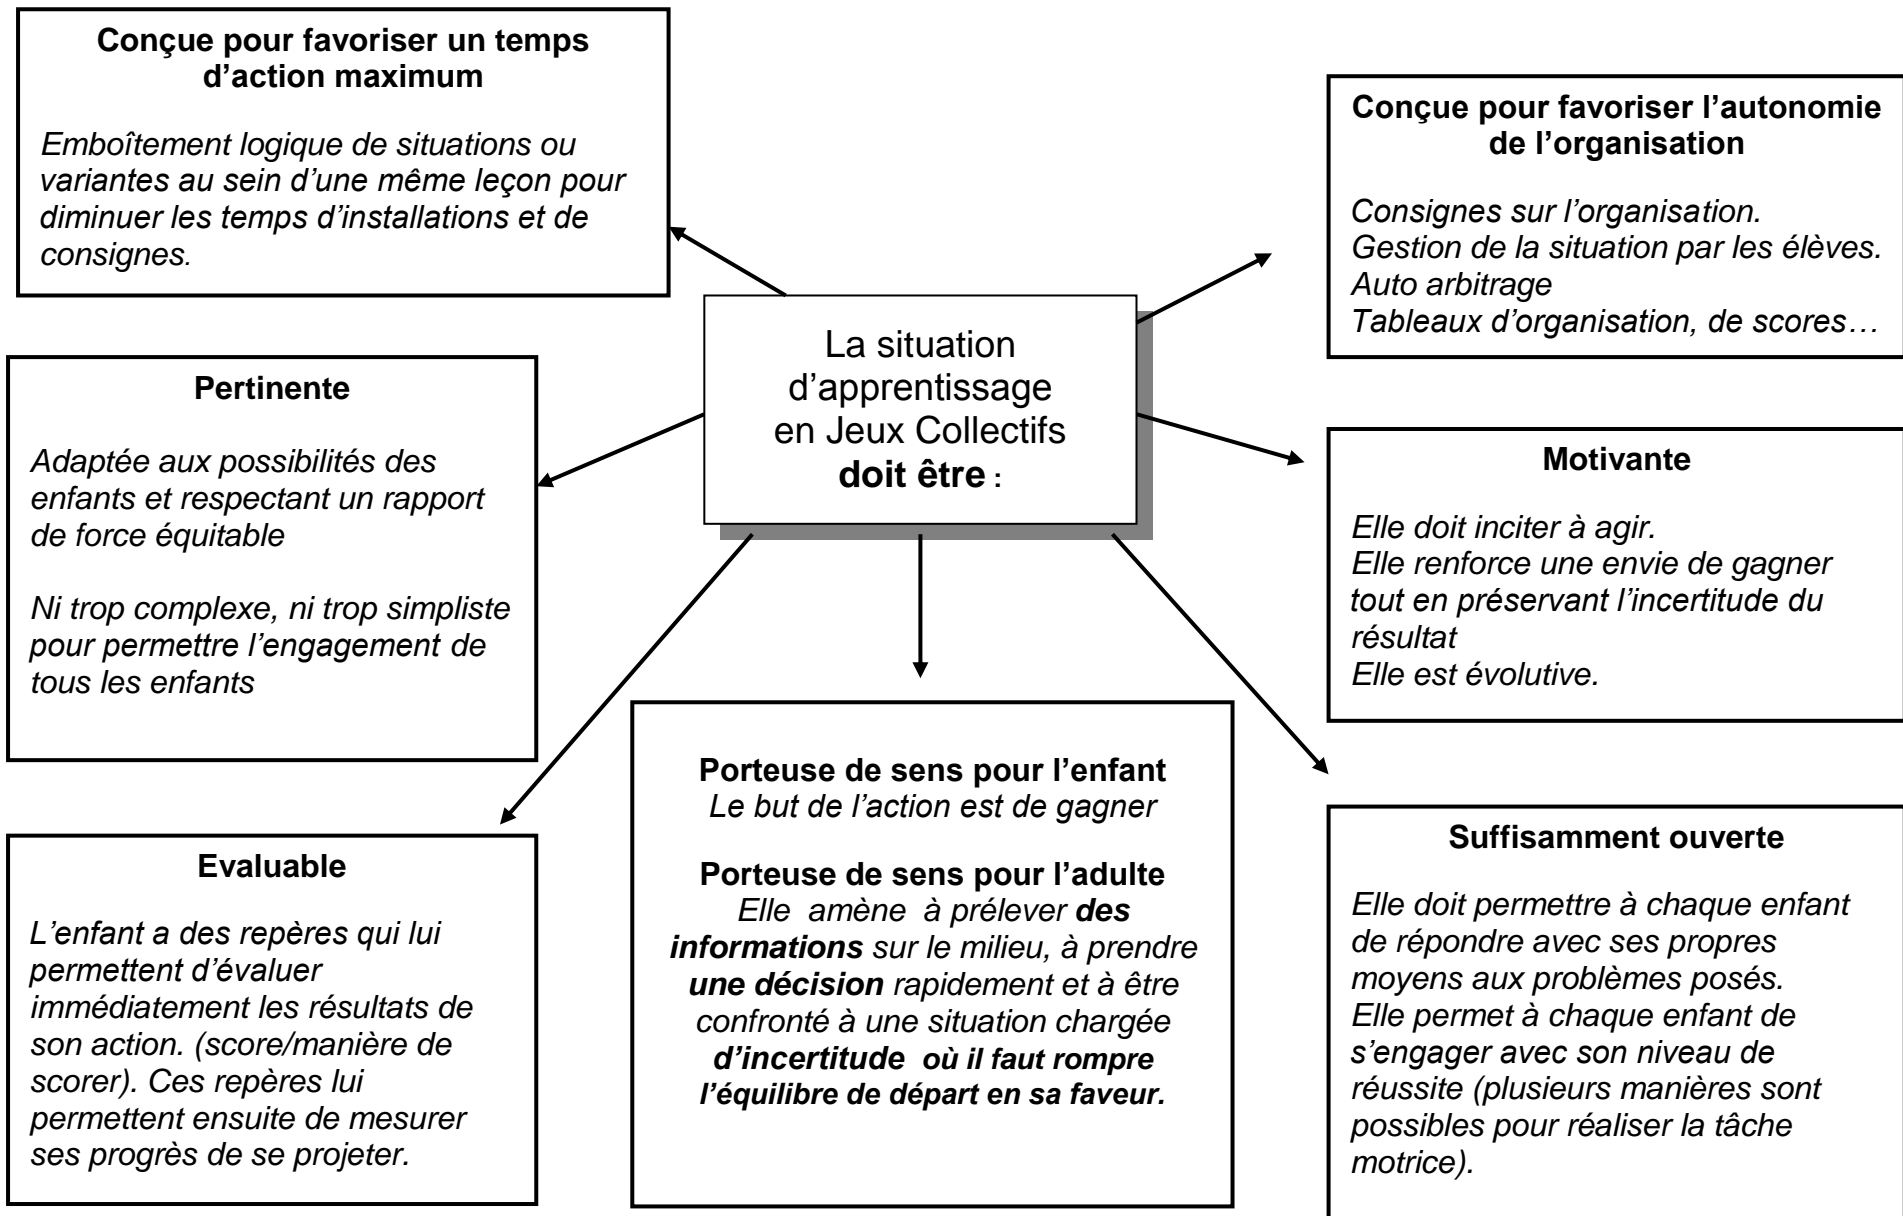 Conçue pour favoriser un temps
d’action maximum
Emboîtement logique de situations ou
variantes au sein d’une même leçon pour
diminuer les temps d’installations et de
consignes.
Conçue pour favoriser l’autonomie
de l’organisation
Consignes sur l’organisation.
Gestion de la situation par les élèves.
Auto arbitrage
Tableaux d’organisation, de scores…
La situation
d’apprentissage
en Jeux Collectifs
doit être :
Pertinente
Adaptée aux possibilités des
enfants et respectant un rapport
de force équitable
Ni trop complexe, ni trop simpliste
pour permettre l’engagement de
tous les enfants
Motivante
Elle doit inciter à agir.
Elle renforce une envie de gagner
tout en préservant l’incertitude du
résultat
Elle est évolutive.
Evaluable
L’enfant a des repères qui lui
permettent d’évaluer
immédiatement les résultats de
son action. (score/manière de
scorer). Ces repères lui
permettent ensuite de mesurer
ses progrès de se projeter.
Porteuse de sens pour l’enfant
Le but de l’action est de gagner
Porteuse de sens pour l’adulte
Elle amène à prélever des
informations sur le milieu, à prendre
une décision rapidement et à être
confronté à une situation chargée
d’incertitude où il faut rompre
l’équilibre de départ en sa faveur.
Suffisamment ouverte
Elle doit permettre à chaque enfant
de répondre avec ses propres
moyens aux problèmes posés.
Elle permet à chaque enfant de
s’engager avec son niveau de
réussite (plusieurs manières sont
possibles pour réaliser la tâche
motrice).